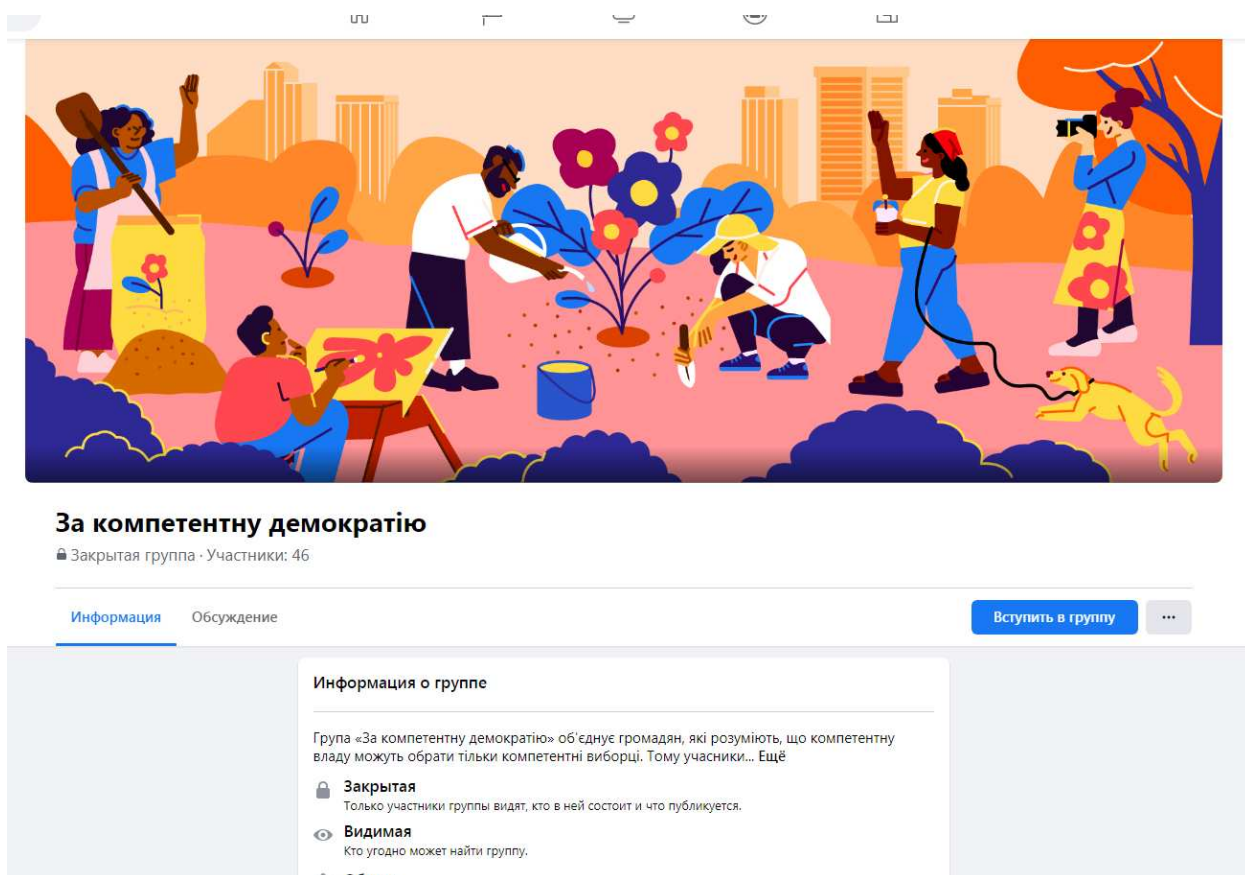 За компетентну демократію
Закрытая группа · Участники: 46
Информация Обсуждение
Вступить в группу
Информация о группе
Група «За компетентну демократію» об'єднує громадян, які розуміють, що компетентну
владу можуть обрати тільки компетентні виборці. Тому учасники... Ещё
Закрытая
Только участники группы видят, кто в ней состоит и что публикуется.
Видимая
Кто угодно может найти группу.